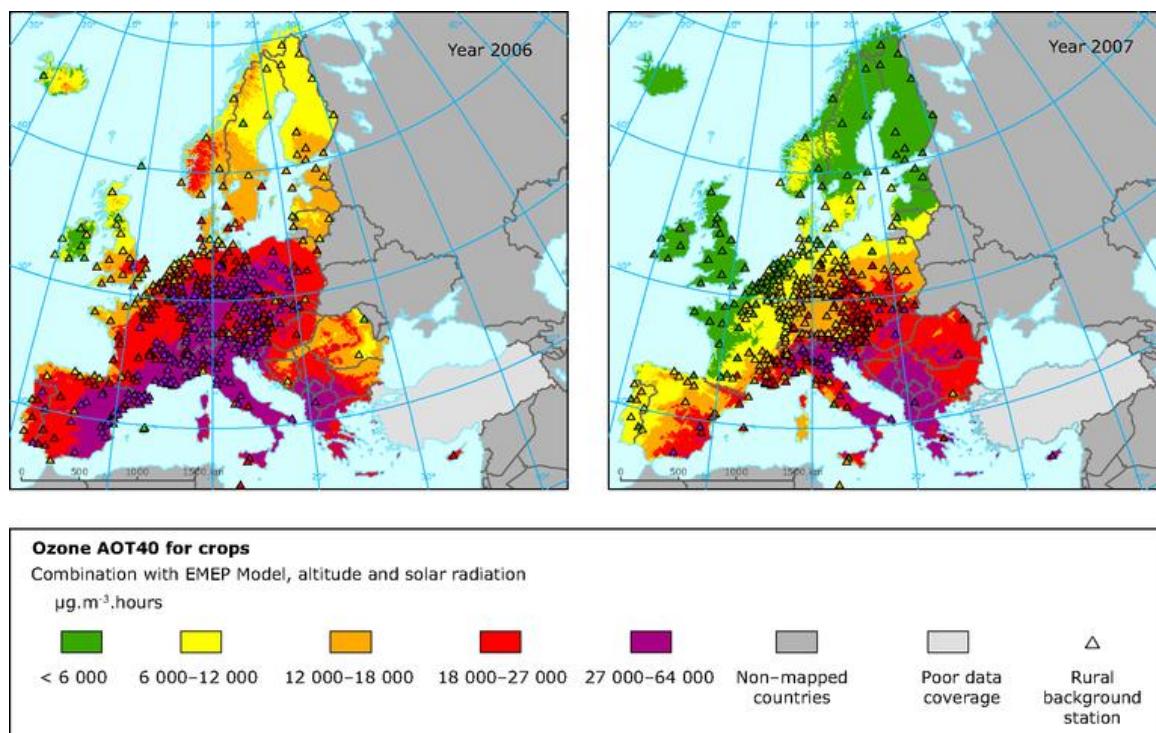 Year 2006
Year 2007
0 500 1000 1500 km
0 500 1000 1500 km
Ozone AOT40 for crops
Combination with EMEP Model, altitude and solar radiation
µg.m⁻³.hours
< 6 000
6 000–12 000
12 000–18 000
18 000–27 000
27 000–64 000
Non–mapped
countries
Poor data
coverage
Rural
background
station